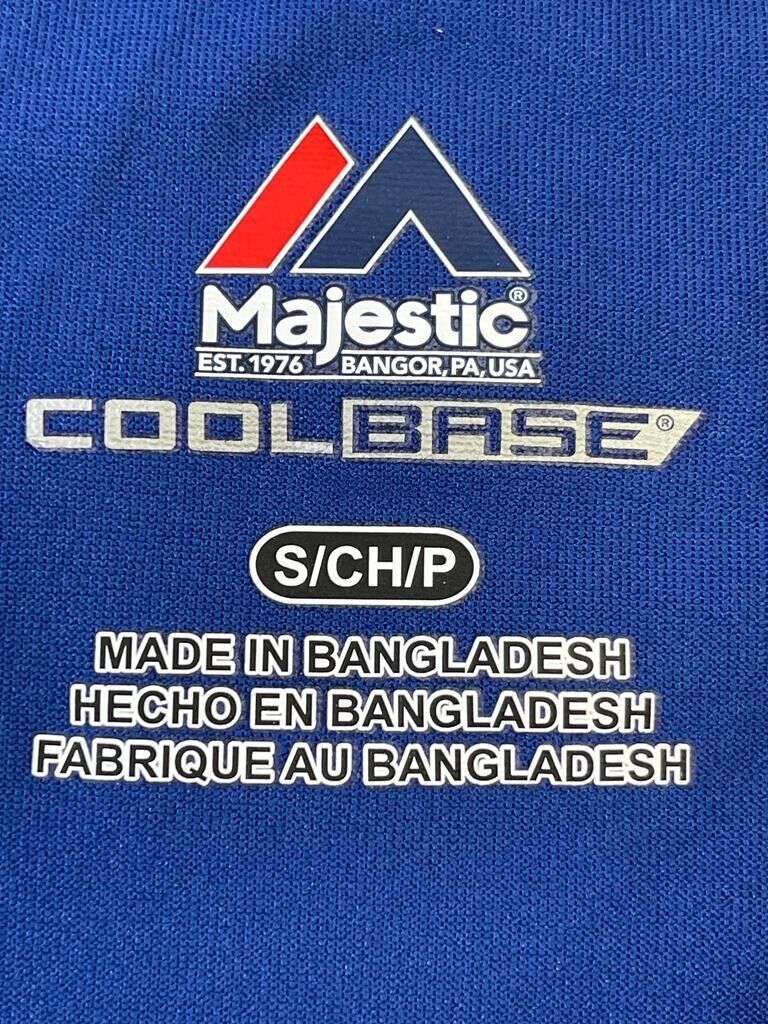 Majestic®
EST. 1976 BANGOR, PA, USA
COOLBASE®
S/CH/P
MADE IN BANGLADESH
HECHO EN BANGLADESH
FABRIQUE AU BANGLADESH